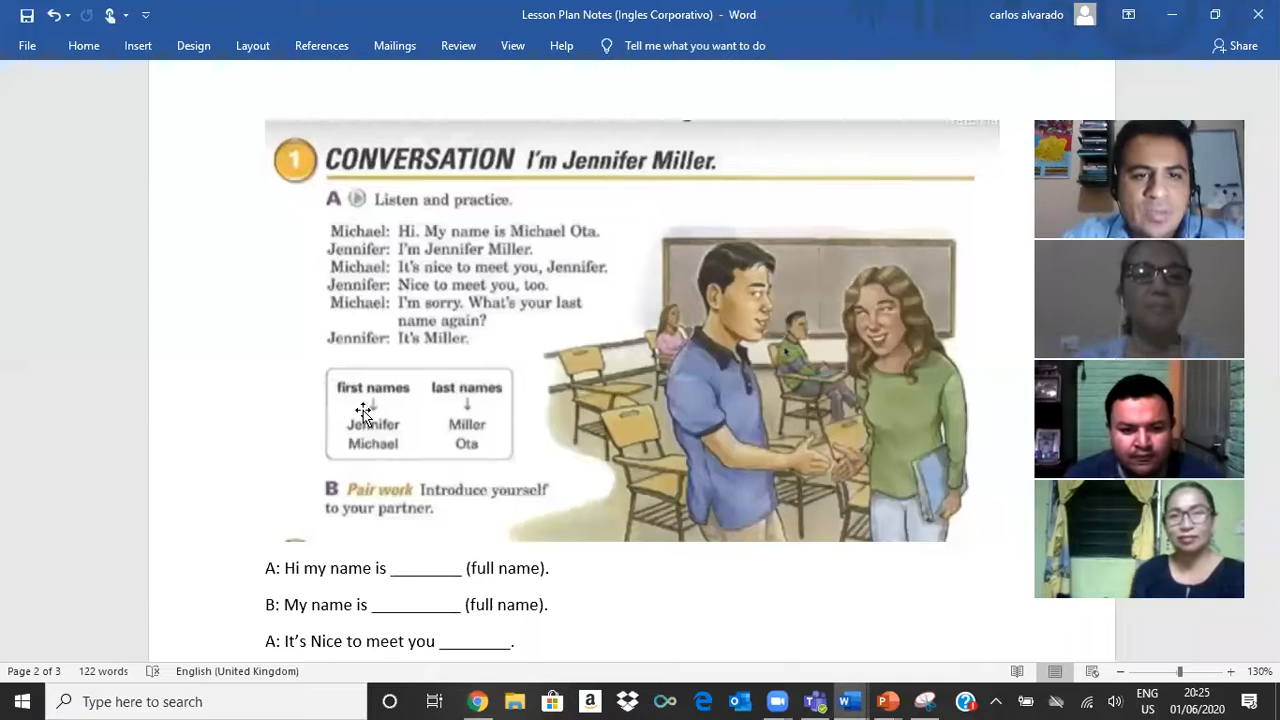 Lesson Plan Notes (Ingles Corporativo) - Word
carlos alvarado
File Home Insert Design Layout References Mailings Review View Help Tell me what you want to do Share
1 CONVERSATION I'm Jennifer Miller.
A Listen and practice.
Michael: Hi. My name is Michael Ota.
Jennifer: I'm Jennifer Miller.
Michael: It's nice to meet you, Jennifer.
Jennifer: Nice to meet you, too.
Michael: I'm sorry. What's your last
name again?
Jennifer: It's Miller.
first names last names
Jennifer Miller
Michael Ota
B Pair work Introduce yourself
to your partner.
A: Hi my name is ________ (full name).
B: My name is __________ (full name).
A: It's Nice to meet you ________.
Page 2 of 3 122 words English (United Kingdom) 130%
Type here to search
ENG 20:25
US 01/06/2020